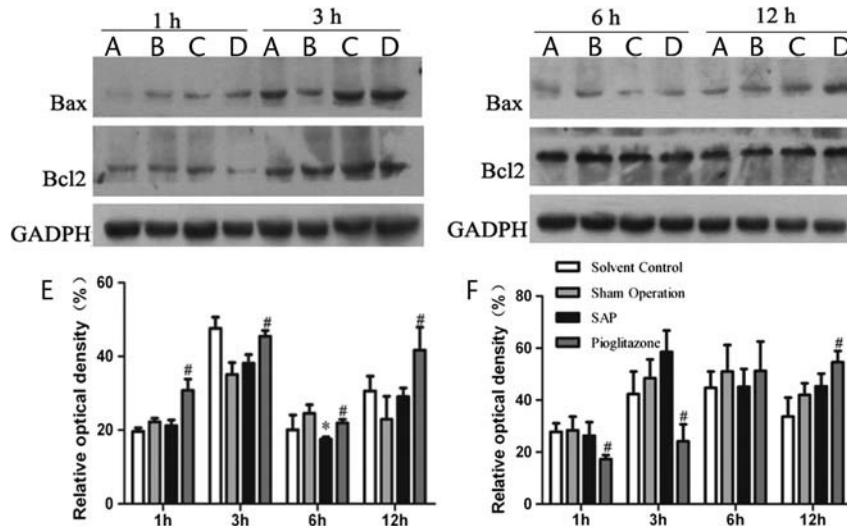 1 h 3 h
A B C D A B C D
Bax
Bcl2
GADPH
6 h 12 h
A B C D A B C D
Bax
Bcl2
GADPH
E
Relative optical density (%)
60
40
20
0
# # * # #
1h 3h 6h 12h
F
Solvent Control
Sham Operation
SAP
Pioglitazone
Relative optical density (%)
80
60
40
20
0
# # #
1h 3h 6h 12h